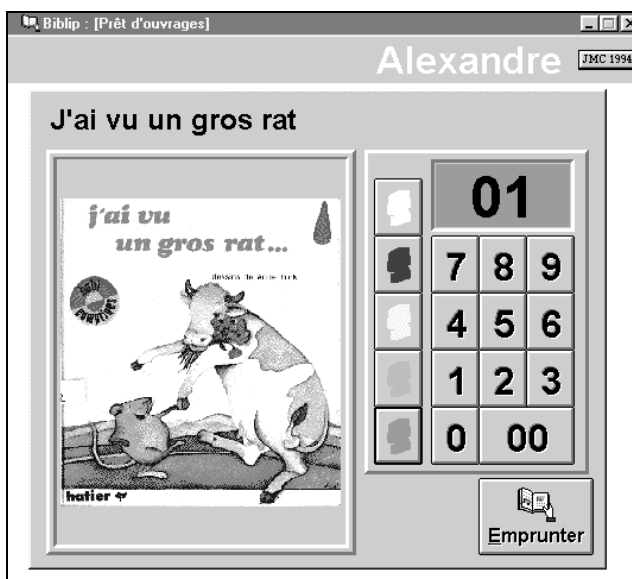 Biblip : [Prêt d'ouvrages]
Alexandre
JMC 1994
J'ai vu un gros rat
j'ai vu
un gros rat...
dessins de
comptines
hatier
01
7 8 9
4 5 6
1 2 3
0 00
Emprunter